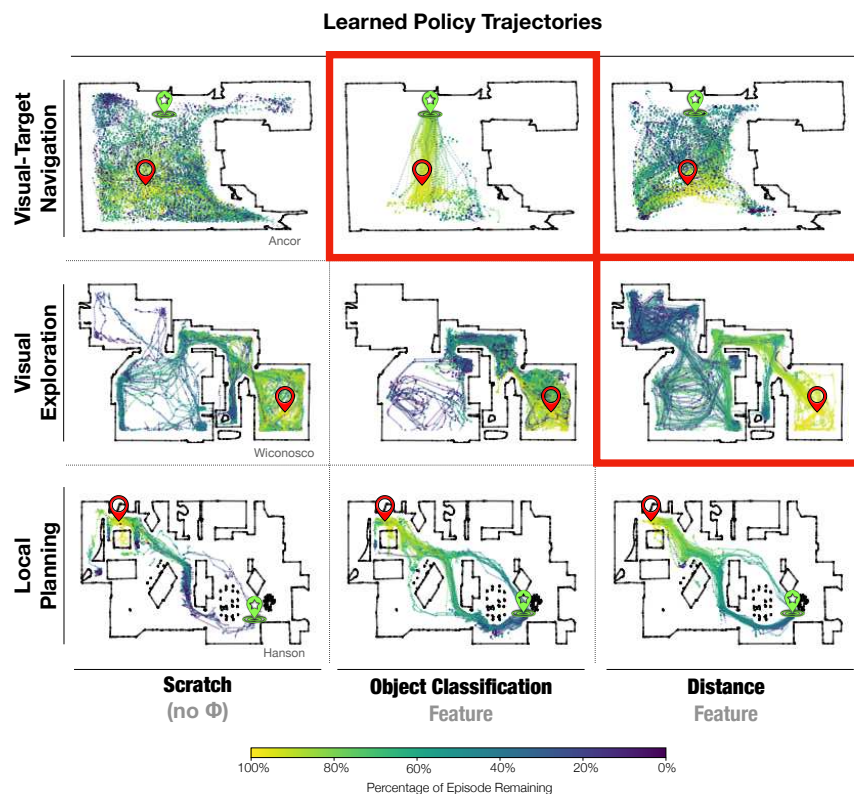 Learned Policy Trajectories
Visual-Target
Navigation
Ancor
Visual
Exploration
Wiconosco
Local
Planning
Hanson
Scratch
(no Φ)
Object Classification
Feature
Distance
Feature
100%
80%
60%
40%
20%
0%
Percentage of Episode Remaining